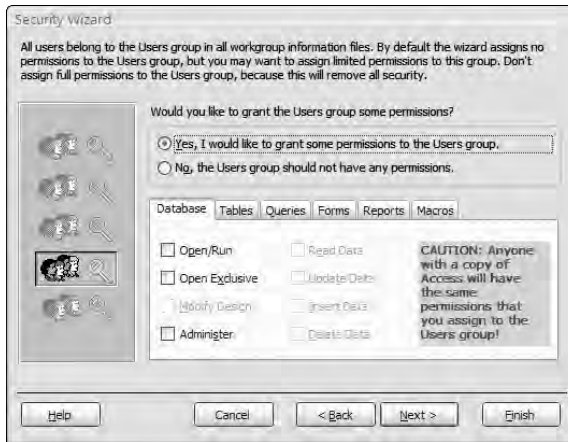 Security Wizard
All users belong to the Users group in all workgroup information files. By default the wizard assigns no
permissions to the Users group, but you may want to assign limited permissions to this group. Don't
assign full permissions to the Users group, because this will remove all security.
Would you like to grant the Users group some permissions?
Yes, I would like to grant some permissions to the Users group.
No, the Users group should not have any permissions.
Database Tables Queries Forms Reports Macros
Open/Run
Open Exclusive
Modify Design
Administer
Read Data
Update Data
Insert Data
Delete Data
CAUTION: Anyone
with a copy of
Access will have
the same
permissions that
you assign to the
Users group!
Help Cancel < Back Next > Finish